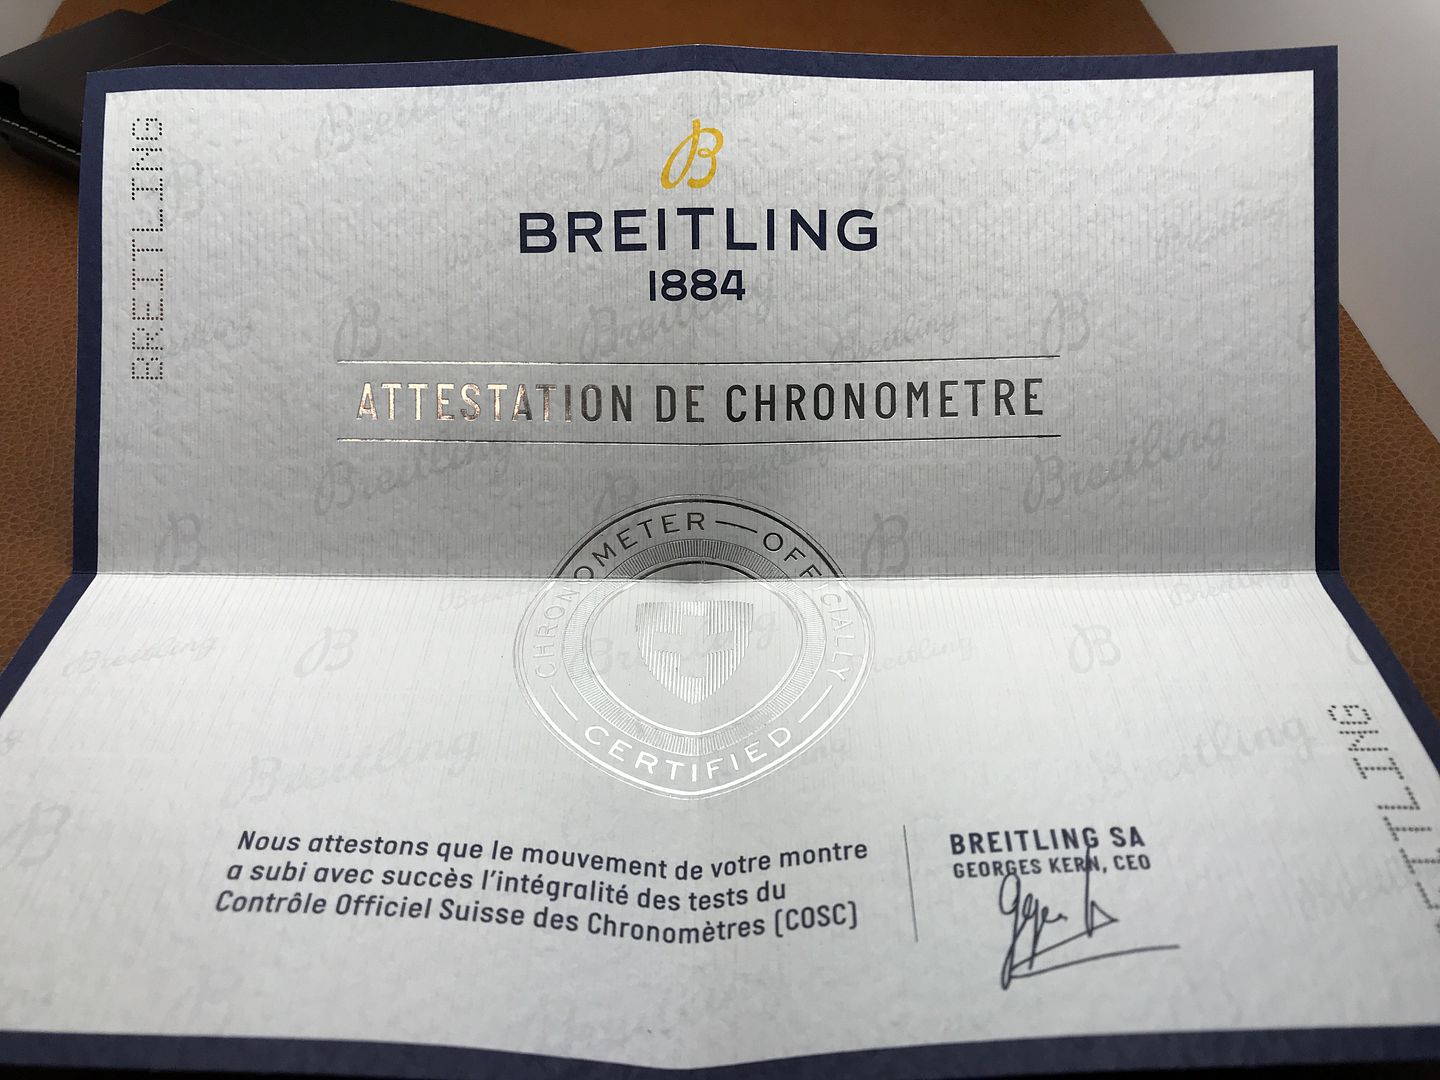 B
BREITLING
1884
BREITLING
ATTESTATION DE CHRONOMETRE
CHRONOMETER OFFICIALLY
CERTIFIED
Nous attestons que le mouvement de votre montre
a subi avec succès l'intégralité des tests du
Contrôle Officiel Suisse des Chronomètres (COSC)
BREITLING SA
GEORGES KERN, CEO
Breitling